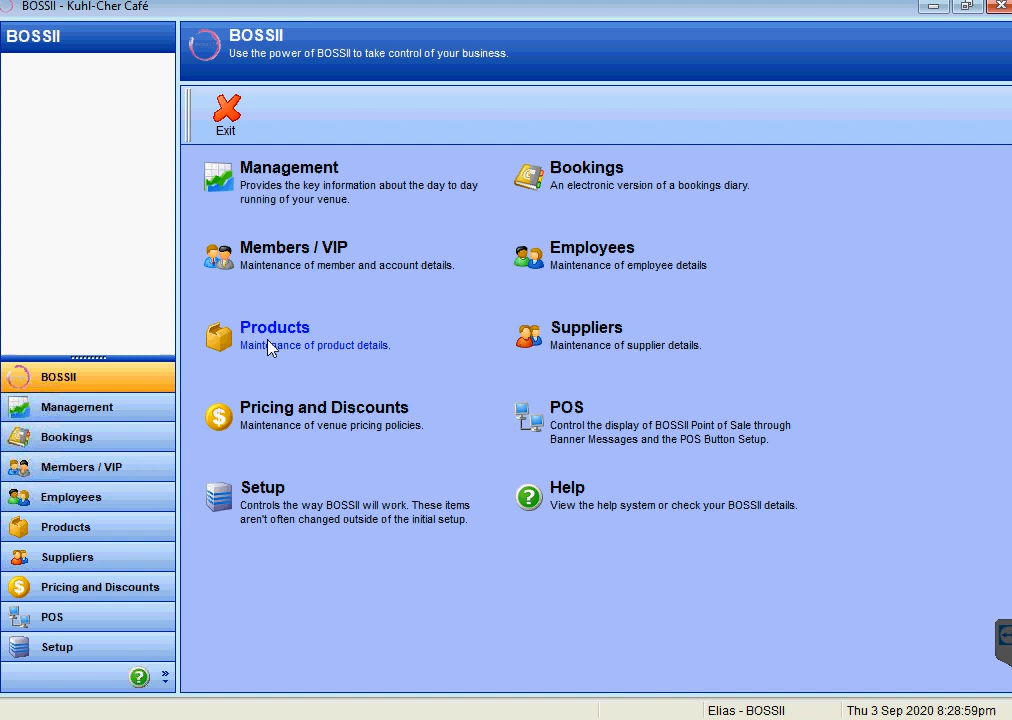 BOSSII - Kuhl-Cher Café
BOSSII
BOSSII
Use the power of BOSSII to take control of your business.
Exit
Management
Provides the key information about the day to day
running of your venue.
Bookings
An electronic version of a bookings diary.
Members / VIP
Maintenance of member and account details.
Employees
Maintenance of employee details
Products
Maintenance of product details.
Suppliers
Maintenance of supplier details.
Pricing and Discounts
Maintenance of venue pricing policies.
POS
Control the display of BOSSII Point of Sale through
Banner Messages and the POS Button Setup.
Setup
Controls the way BOSSII will work. These items
aren't often changed outside of the initial setup.
Help
View the help system or check your BOSSII details.
BOSSII
Management
Bookings
Members / VIP
Employees
Products
Suppliers
Pricing and Discounts
POS
Setup
Elias - BOSSII
Thu 3 Sep 2020 8:28:59pm